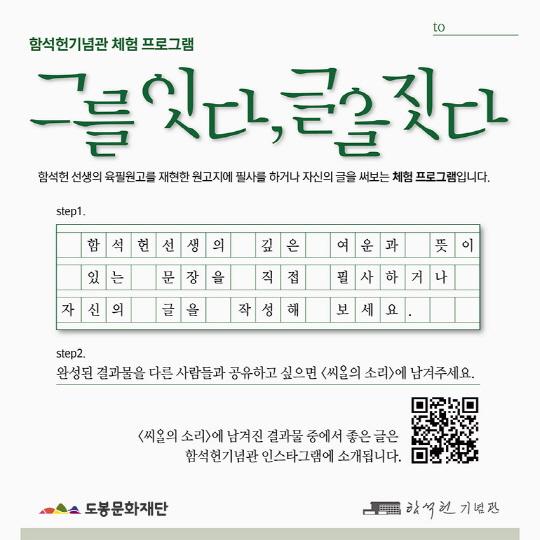 to
함석헌기념관 체험 프로그램
그를 잇다, 글을 짓다
함석헌 선생의 육필원고를 재현한 원고지에 필사를 하거나 자신의 글을 써보는 체험 프로그램입니다.
step1.
함석헌선생의 깊은 여운과 뜻이
있는 문장을 직접 필사하거나
자신의 글을 작성해 보세요.
step2.
완성된 결과물을 다른 사람들과 공유하고 싶으면 〈씨ᄋᆞᆯ의 소리〉에 남겨주세요.
〈씨ᄋᆞᆯ의 소리〉에 남겨진 결과물 중에서 좋은 글은
함석헌기념관 인스타그램에 소개됩니다.
도봉문화재단
함석헌 기념관